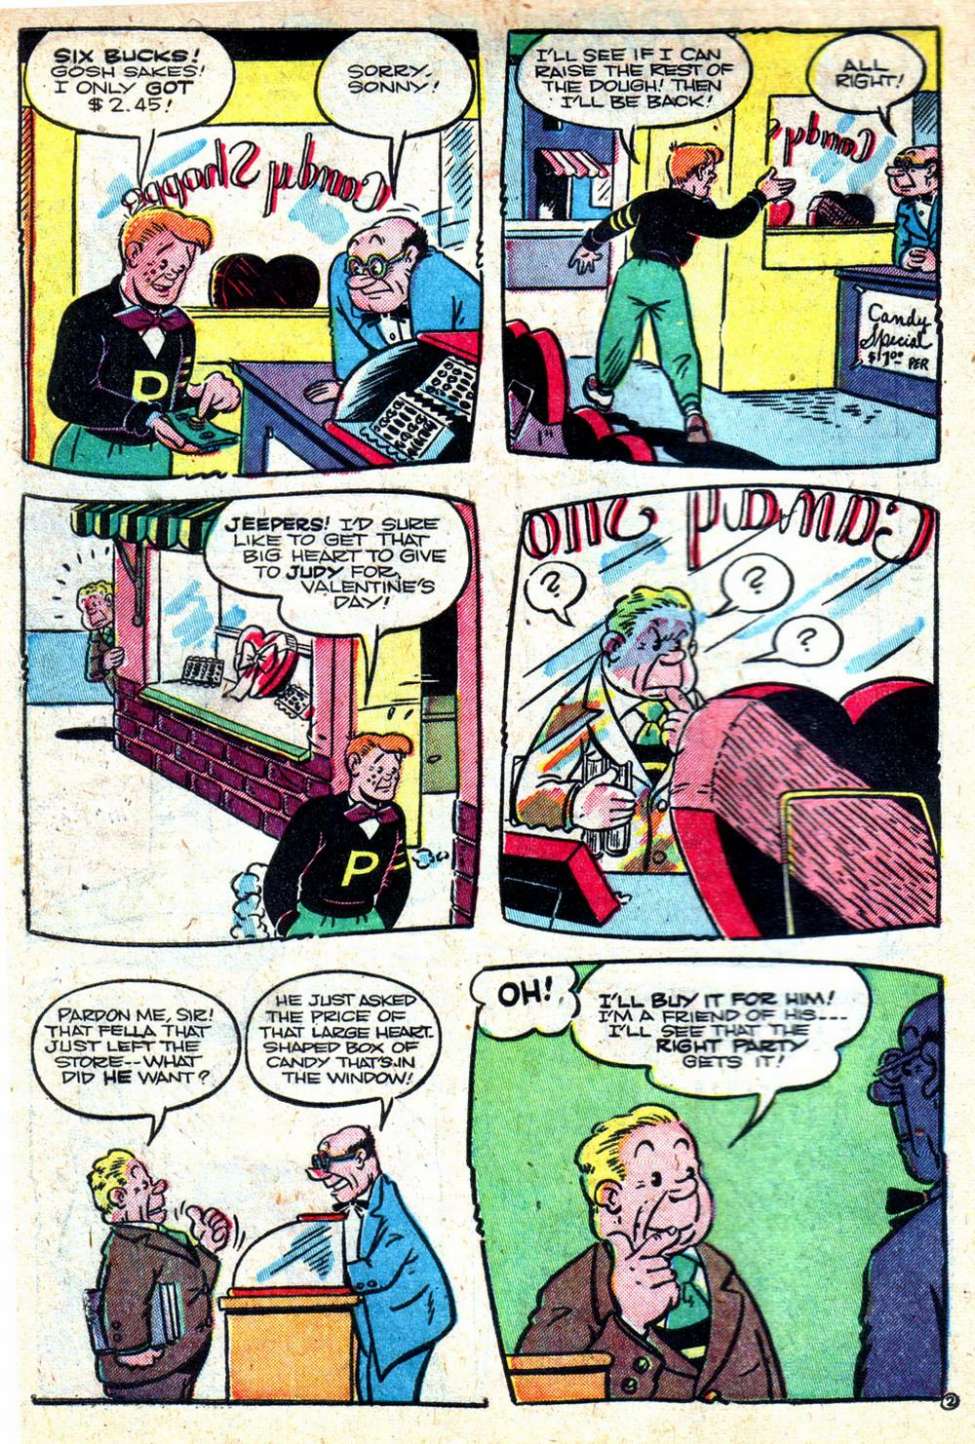 SIX BUCKS!
GOSH SAKES!
I ONLY GOT
$2.45!
SORRY,
SONNY!
Candy Shoppe
D
I'LL SEE IF I CAN
RAISE THE REST OF
THE DOUGH! THEN
I'LL BE BACK!
ALL
RIGHT!
Candy
Candy
Special
$1.00 PER
JEEPERS! I'D SURE
LIKE TO GET THAT
BIG HEART TO GIVE
TO JUDY FOR
VALENTINE'S
DAY!
P
?
?
?
PARDON ME, SIR!
THAT FELLA THAT
JUST LEFT THE
STORE--WHAT
DID HE WANT?
HE JUST ASKED
THE PRICE OF
THAT LARGE HEART
SHAPED BOX OF
CANDY THAT'S IN
THE WINDOW!
OH!
I'LL BUY IT FOR HIM!
I'M A FRIEND OF HIS---
I'LL SEE THAT THE
RIGHT PARTY
GETS IT!
2